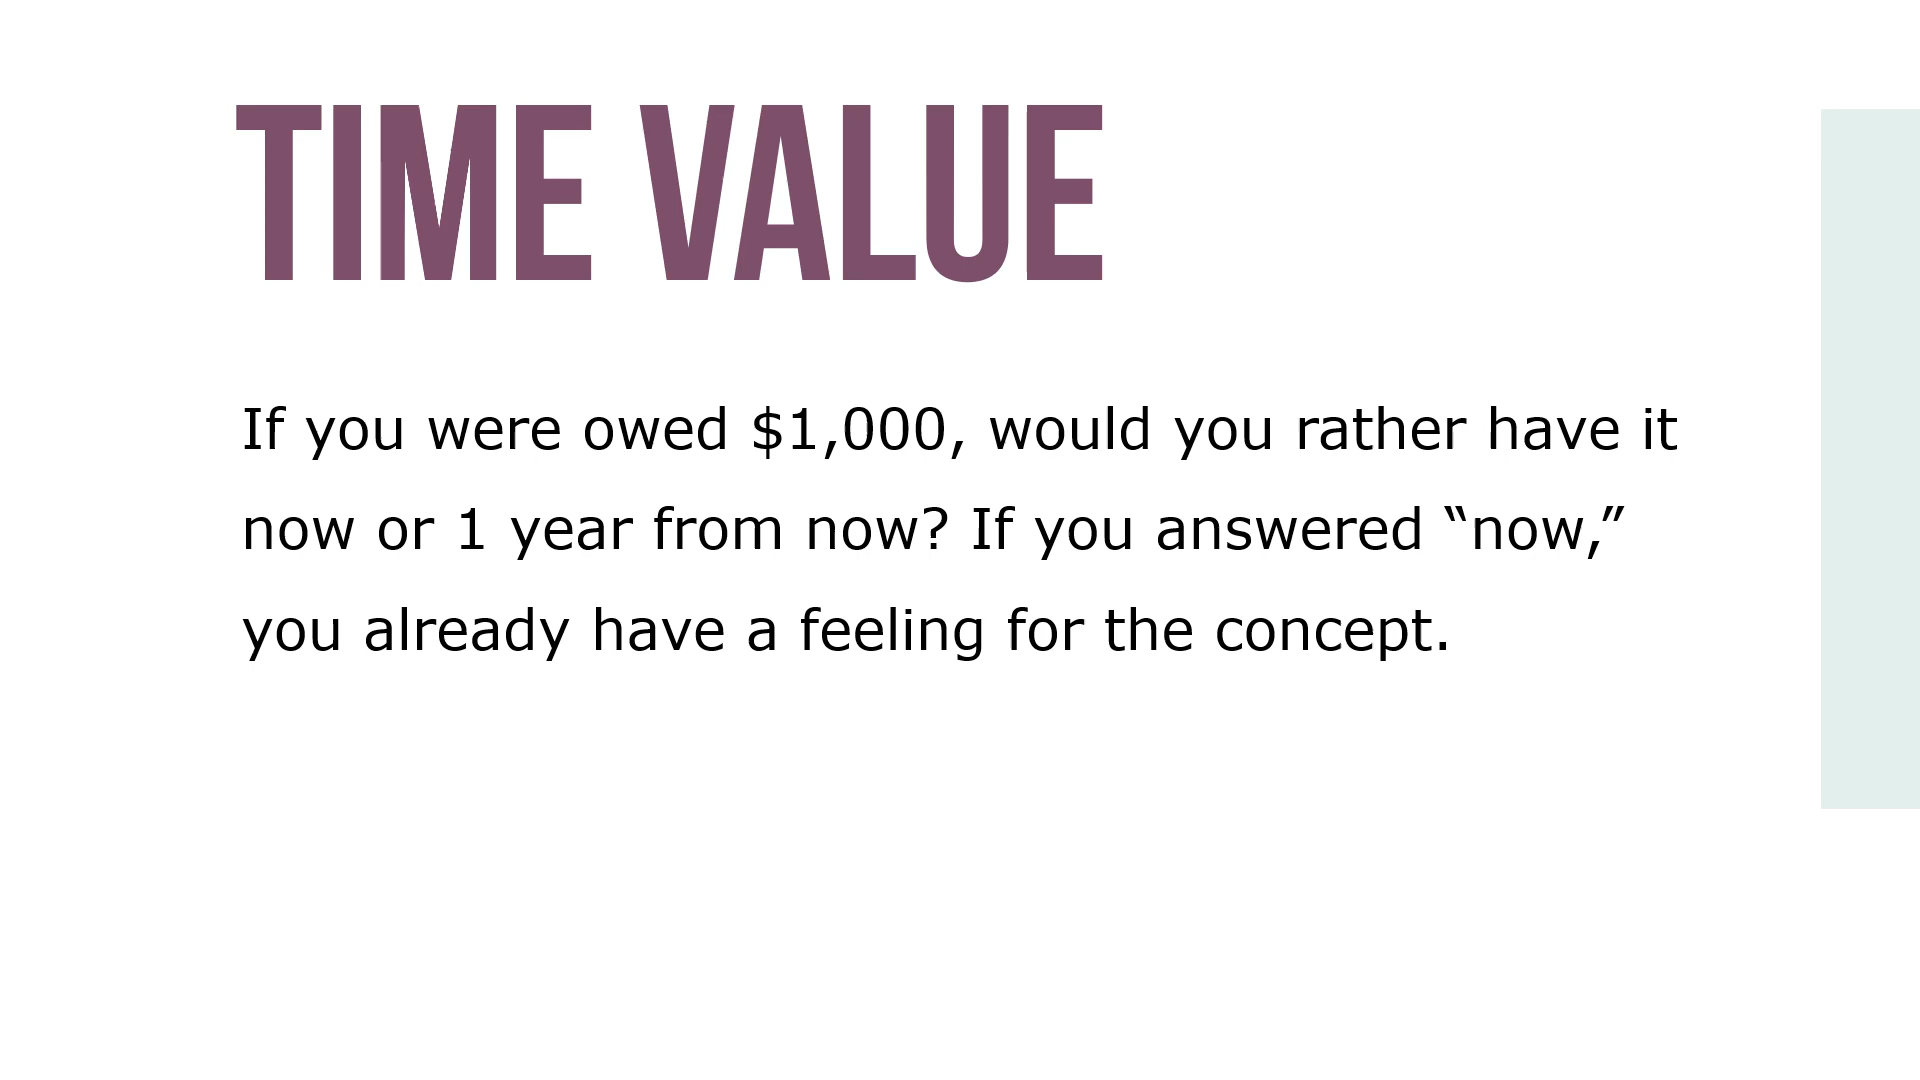 TIME VALUE
If you were owed $1,000, would you rather have it
now or 1 year from now? If you answered “now,”
you already have a feeling for the concept.